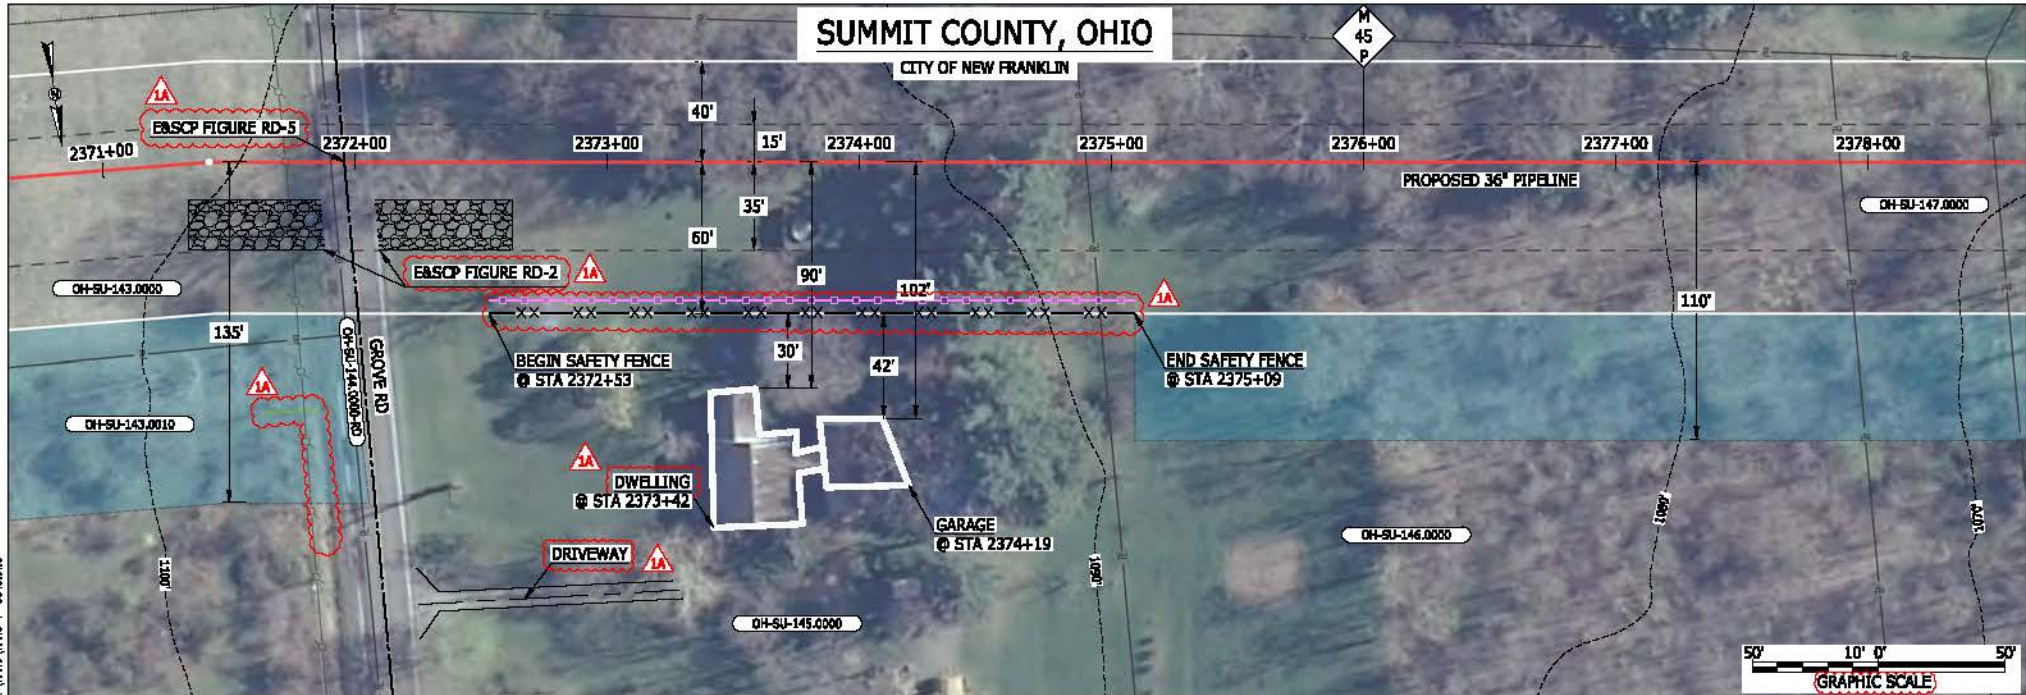 SUMMIT COUNTY, OHIO
CITY OF NEW FRANKLIN
M
45
P
1A
E&SCP FIGURE RD-5
40'
15'
2371+00
2372+00
2373+00
2374+00
2375+00
2376+00
2377+00
2378+00
PROPOSED 36" PIPELINE
OH-SU-147.0000
35'
60'
E&SCP FIGURE RD-2
1A
90'
102'
1A
110'
OH-SU-143.0000
135'
GROVE RD
OH-SU-144.0000-RD
BEGIN SAFETY FENCE
@ STA 2372+53
30'
42'
END SAFETY FENCE
@ STA 2375+09
1A
OH-SU-143.0010
1A
DWELLING
@ STA 2373+42
GARAGE
@ STA 2374+19
OH-SU-146.0000
1080'
1070'
DRIVEWAY
1A
1100'
1090'
OH-SU-145.0000
50'
10'
0'
50'
GRAPHIC SCALE